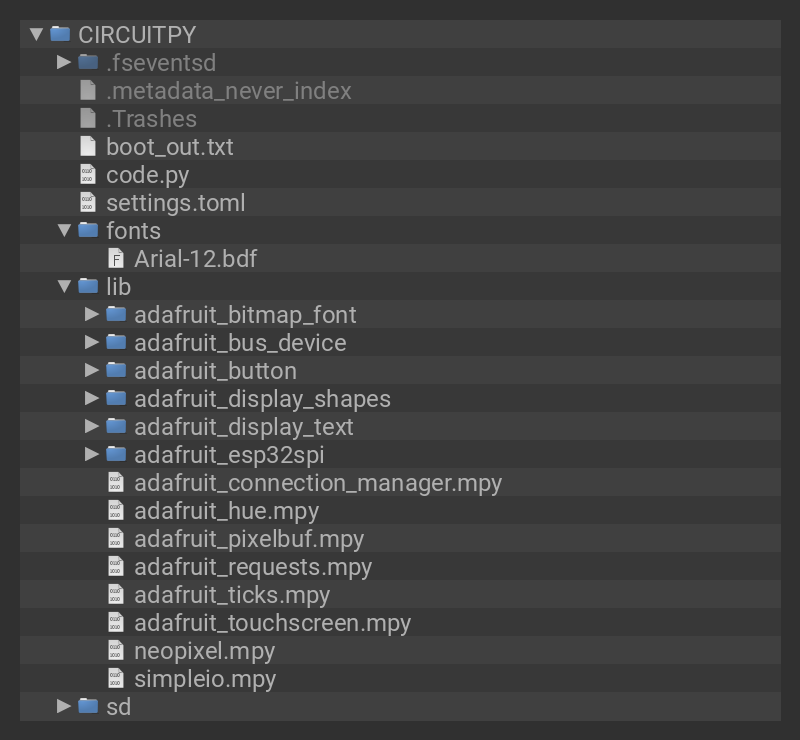 CIRCUITPY
.fseventsd
.metadata_never_index
.Trashes
boot_out.txt
code.py
settings.toml
fonts
Arial-12.bdf
lib
adafruit_bitmap_font
adafruit_bus_device
adafruit_button
adafruit_display_shapes
adafruit_display_text
adafruit_esp32spi
adafruit_connection_manager.mpy
adafruit_hue.mpy
adafruit_pixelbuf.mpy
adafruit_requests.mpy
adafruit_ticks.mpy
adafruit_touchscreen.mpy
neopixel.mpy
simpleio.mpy
sd